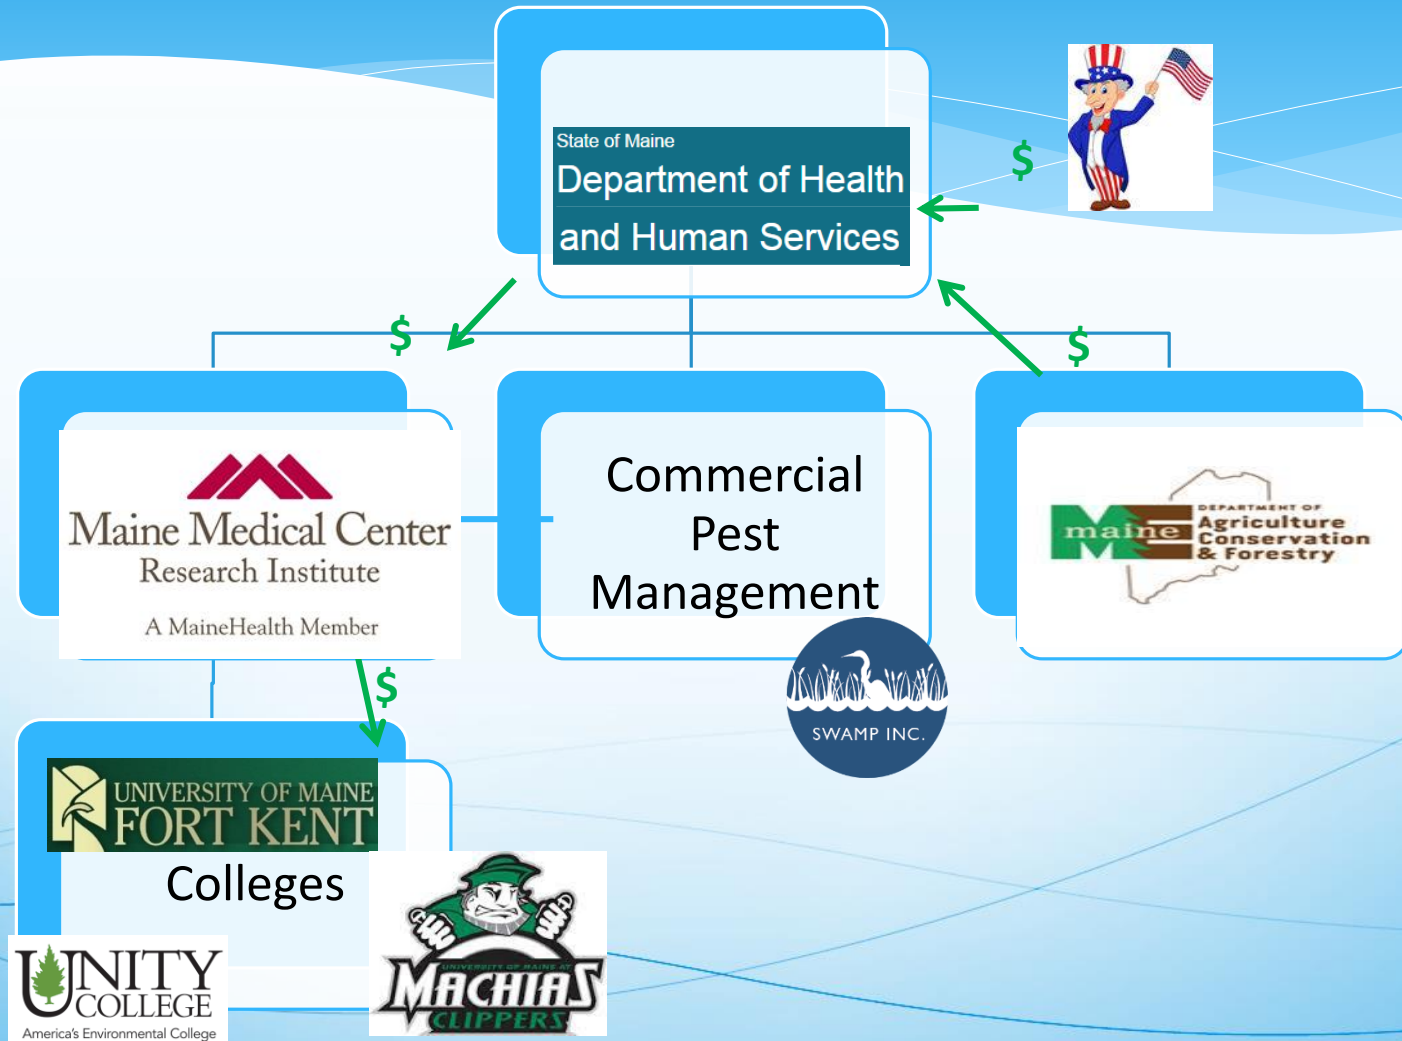 State of Maine
Department of Health
and Human Services
$
$
$
Maine Medical Center
Research Institute
A MaineHealth Member
Commercial
Pest
Management
SWAMP INC.
maine
DEPARTMENT OF
Agriculture
Conservation
& Forestry
$
UNIVERSITY OF MAINE
FORT KENT
Colleges
UNITY
COLLEGE
America's Environmental College
UNIVERSITY OF MAINE AT
MACHIAS
CLIPPERS